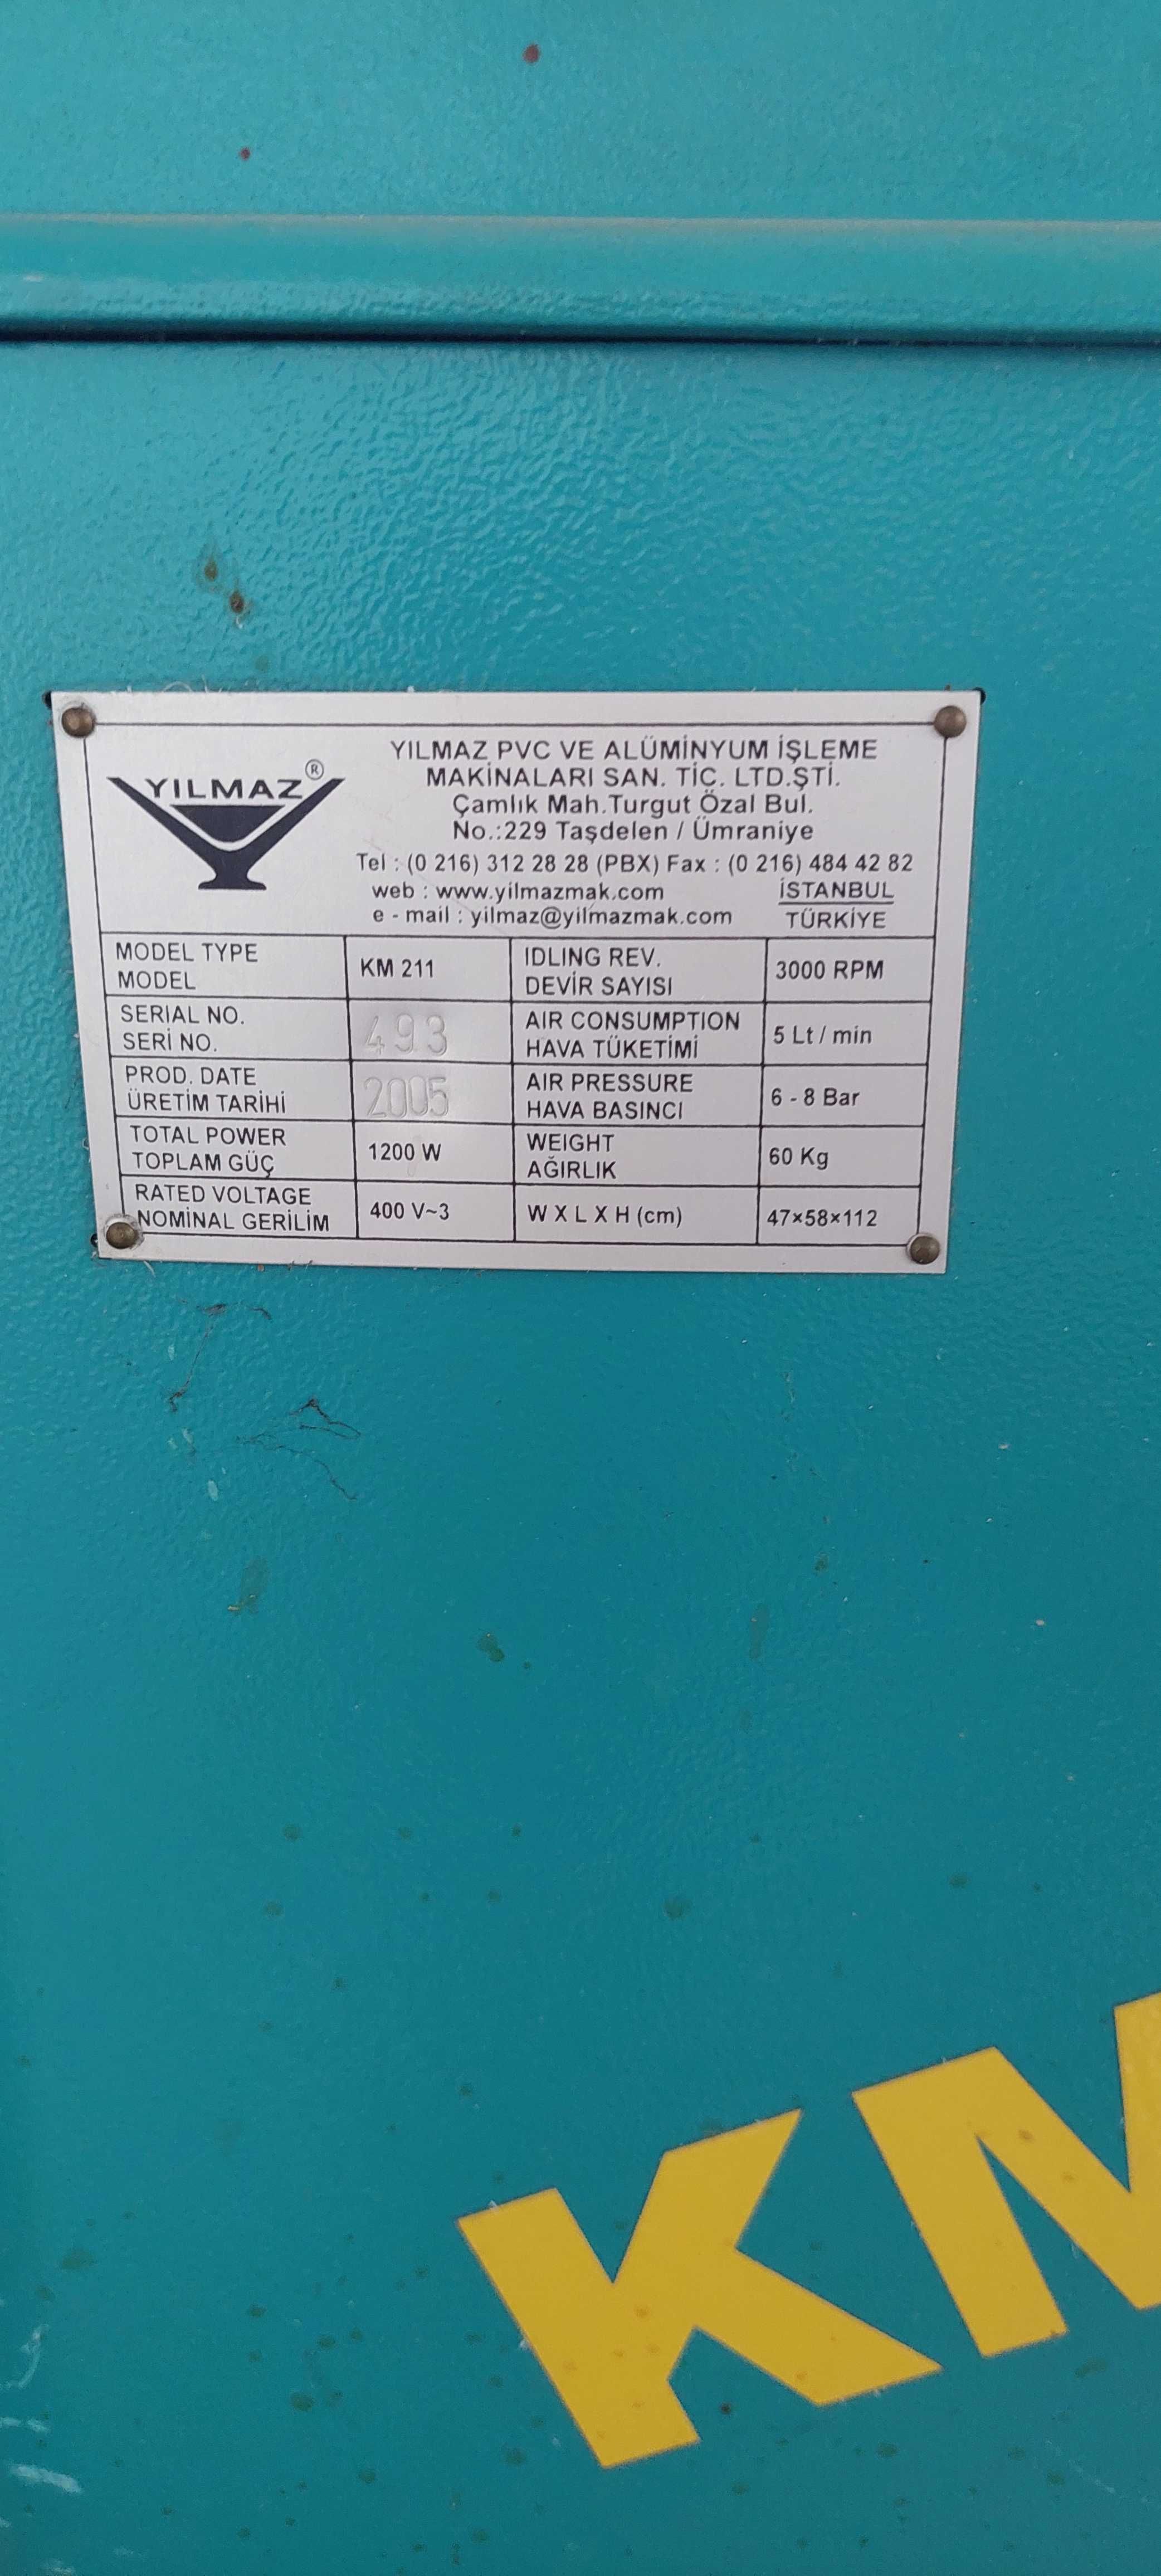 YILMAZ ®
YILMAZ PVC VE ALÜMİNYUM İŞLEME
MAKİNALARI SAN. TİC. LTD.ŞTİ.
Çamlık Mah.Turgut Özal Bul.
No.:229 Taşdelen / Ümraniye
Tel : (0 216) 312 28 28 (PBX) Fax : (0 216) 484 42 82
web : www.yilmazmak.com İSTANBUL
e - mail : yilmaz@yilmazmak.com TÜRKİYE
MODEL TYPE
MODEL
KM 211
IDLING REV.
DEVİR SAYISI
3000 RPM
SERIAL NO.
SERİ NO.
493
AIR CONSUMPTION
HAVA TÜKETİMİ
5 Lt / min
PROD. DATE
ÜRETİM TARİHİ
2005
AIR PRESSURE
HAVA BASINCI
6 - 8 Bar
TOTAL POWER
TOPLAM GÜÇ
1200 W
WEIGHT
AĞIRLIK
60 Kg
RATED VOLTAGE
NOMİNAL GERİLİM
400 V~3
W X L X H (cm)
47×58×112
KM